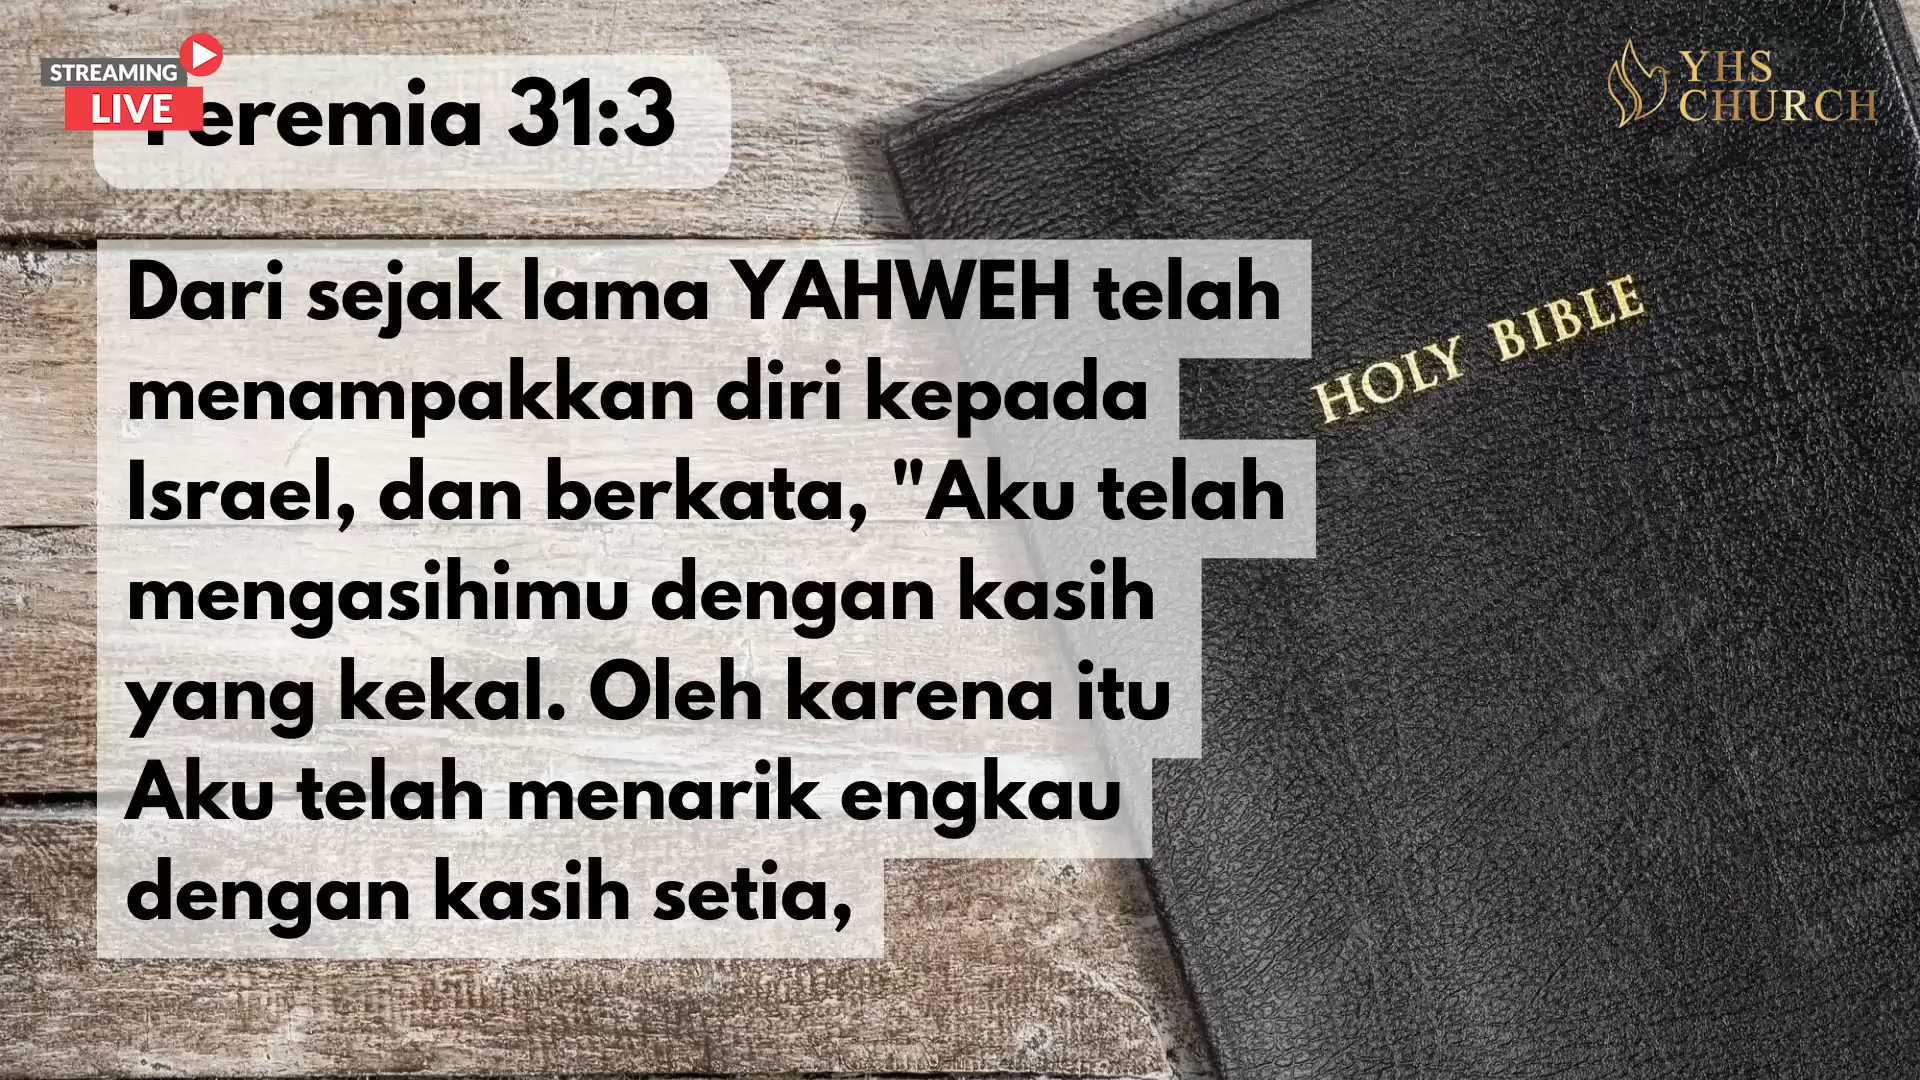 STREAMING
LIVE
eremia 31:3
YHS
CHURCH
HOLY BIBLE
Dari sejak lama YAHWEH telah
menampakkan diri kepada
Israel, dan berkata, "Aku telah
mengasihimu dengan kasih
yang kekal. Oleh karena itu
Aku telah menarik engkau
dengan kasih setia,